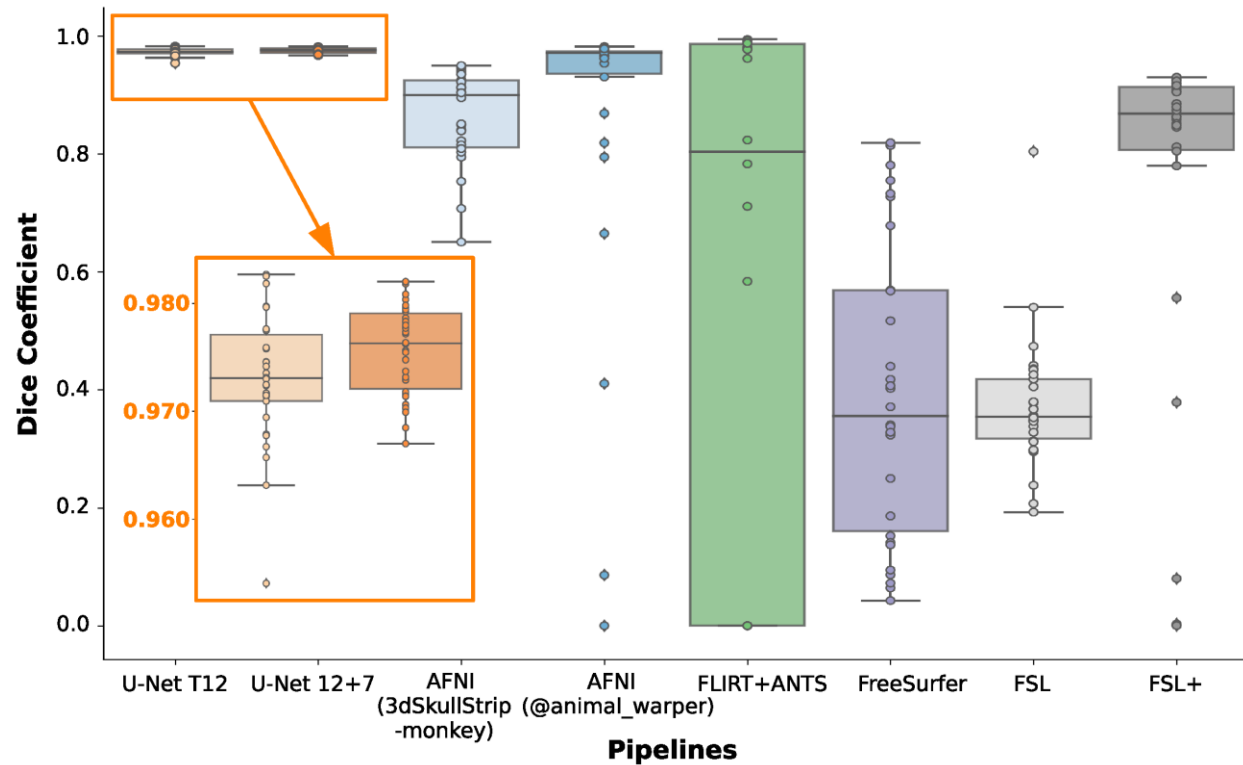 1.0
0.8
0.6
0.4
0.2
0.0
Dice Coefficient
0.980
0.970
0.960
U-Net T12
U-Net 12+7
AFNI
(3dSkullStrip
-monkey)
AFNI
(@animal_warper)
FLIRT+ANTS
FreeSurfer
FSL
FSL+
Pipelines